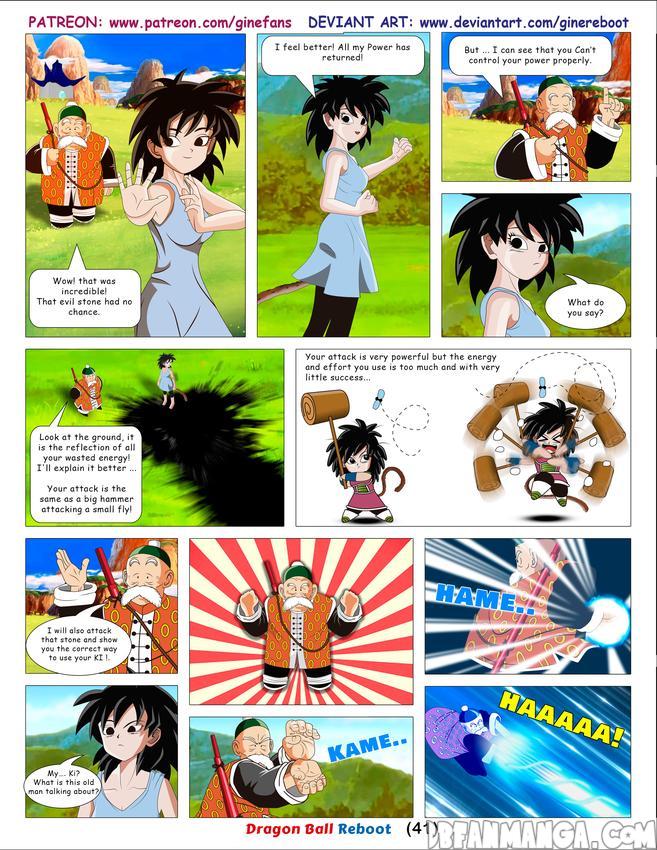 PATREON: www.patreon.com/ginefans DEVIANT ART: www.deviantart.com/ginereboot
Wow! that was
incredible!
That evil stone had no
chance.
I feel better! All my Power has
returned!
But ... I can see that you Can't
control your power properly.
What do
you say?
Look at the ground, it
is the reflection of all
your wasted energy!
I'll explain it better ...
Your attack is the
same as a big hammer
attacking a small fly!
Your attack is very powerful but the energy
and effort you use is too much and with very
little success...
I will also attack
that stone and show
you the correct way
to use your KI !.
My... Ki?
What is this old
man talking about?
KAME..
HAME..
HAAAAA!
Dragon Ball Reboot (41)
DBFANMANGA.COM